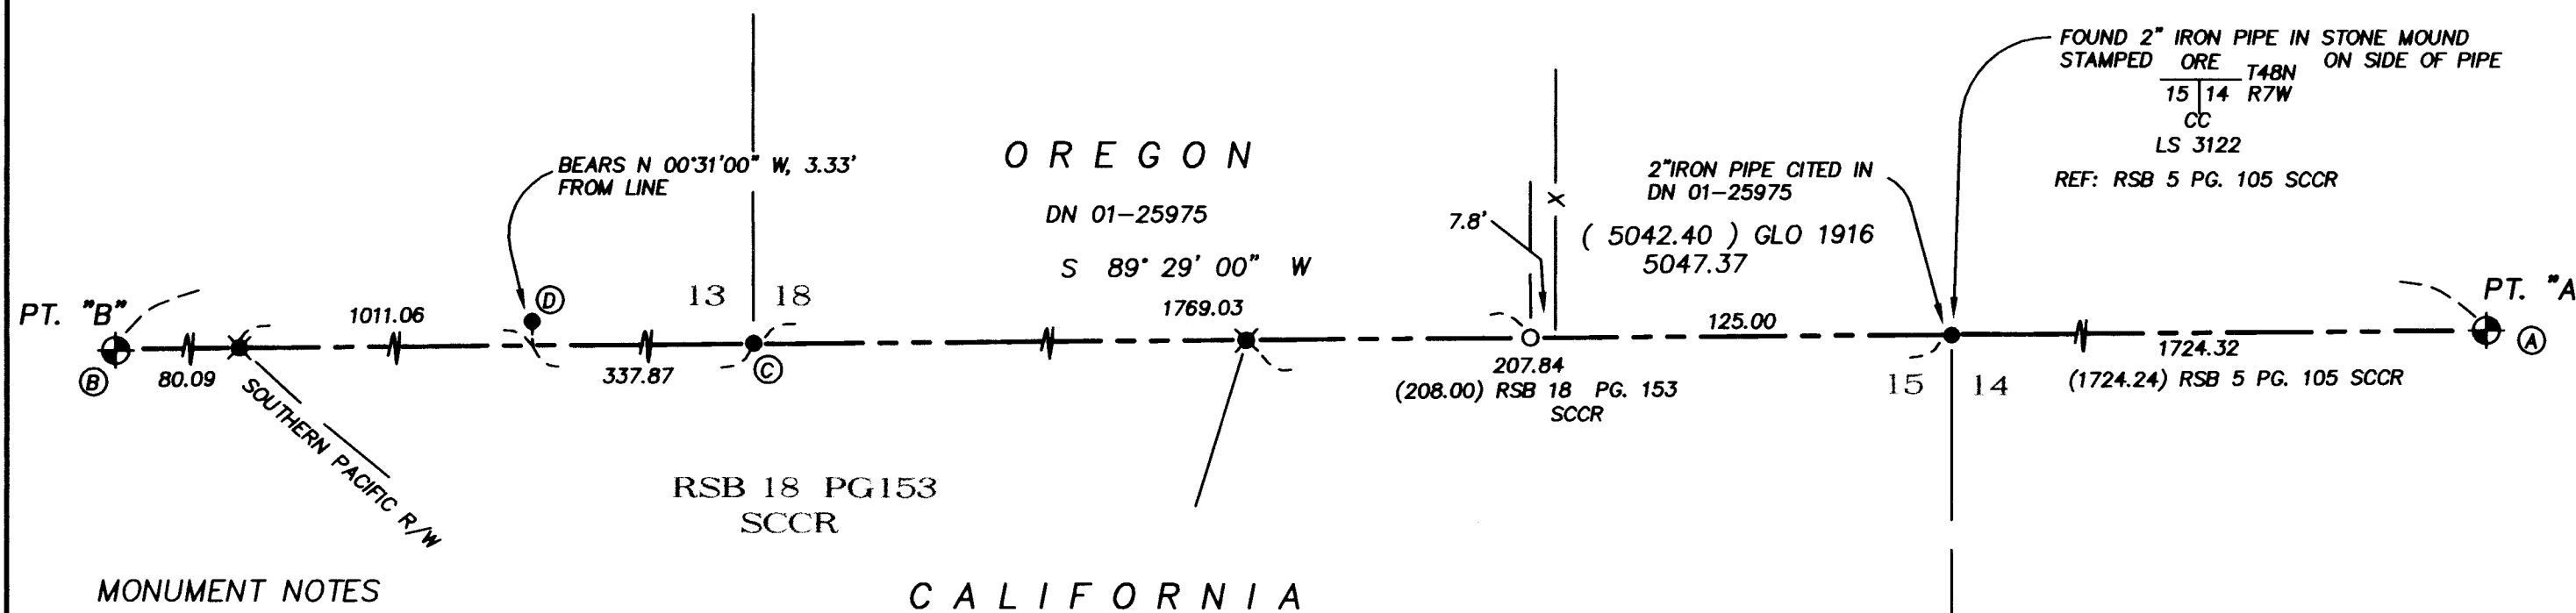 FOUND 2" IRON PIPE IN STONE MOUND
STAMPED ORE T48N ON SIDE OF PIPE
15 14 R7W
CC
LS 3122
REF: RSB 5 PG. 105 SCCR
BEARS N 00°31'00" W, 3.33'
FROM LINE
OREGON
DN 01-25975
S 89° 29' 00" W
1769.03
7.8'
2"IRON PIPE CITED IN
DN 01-25975
( 5042.40 ) GLO 1916
5047.37
PT. "B"
B
80.09
SOUTHERN PACIFIC R/W
1011.06
D
337.87
13 18
C
207.84
(208.00) RSB 18 PG. 153
SCCR
125.00
15 14
1724.32
(1724.24) RSB 5 PG. 105 SCCR
PT. "A
A
RSB 18 PG153
SCCR
MONUMENT NOTES
CALIFORNIA